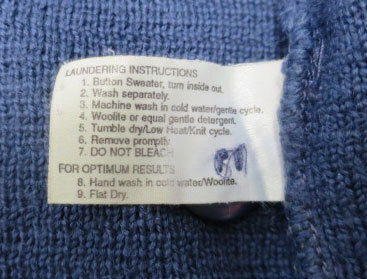 LAUNDERING INSTRUCTIONS
1. Button Sweater, turn inside out.
2. Wash separately.
3. Machine wash in cold water/gentle cycle.
4. Woolite or equal gentle detergent.
5. Tumble dry/Low Heat/Knit cycle.
6. Remove promptly.
7. DO NOT BLEACH
FOR OPTIMUM RESULTS
8. Hand wash in cold water/Woolite.
9. Flat Dry.